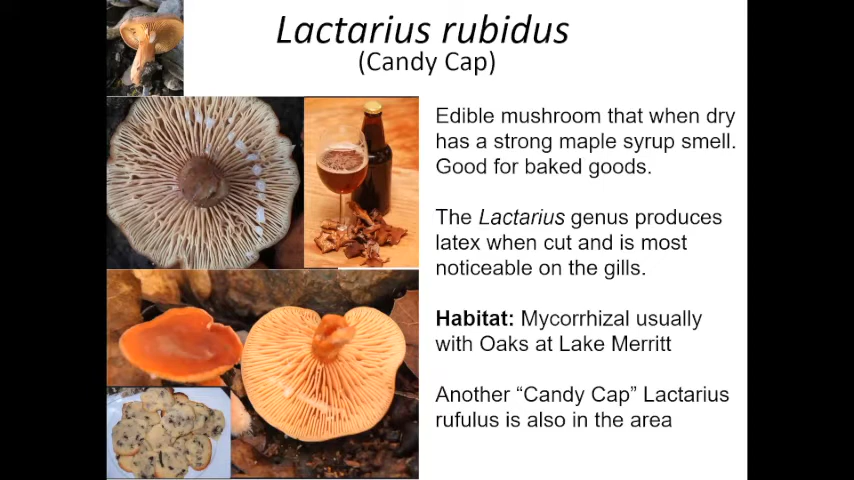 Lactarius rubidus
(Candy Cap)
Edible mushroom that when dry
has a strong maple syrup smell.
Good for baked goods.
The Lactarius genus produces
latex when cut and is most
noticeable on the gills.
Habitat: Mycorrhizal usually
with Oaks at Lake Merritt
Another “Candy Cap” Lactarius
rufulus is also in the area